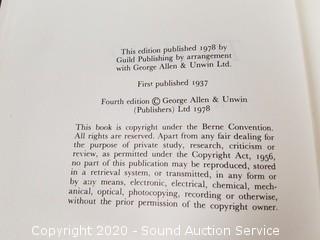 This edition published 1978 by
Guild Publishing by arrangement
with George Allen & Unwin Ltd.
First published 1937
Fourth edition © George Allen & Unwin
(Publishers) Ltd 1978
This book is copyright under the Berne Convention.
All rights are reserved. Apart from any fair dealing for
the purpose of private study, research, criticism or
review, as permitted under the Copyright Act, 1956,
no part of this publication may be reproduced, stored
in a retrieval system, or transmitted, in any form or
by any means, electronic, electrical, chemical, mech-
anical, optical, photocopying, recording or otherwise,
without the prior permission of the copyright owner.
Copyright 2020 - Sound Auction Service